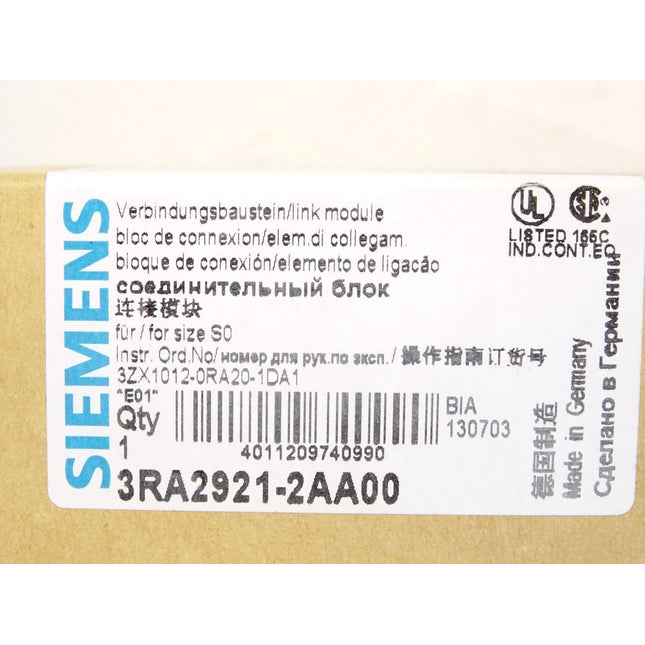 SIEMENS
Verbindungsbaustein/link module
bloc de connexion/elem.di collegam.
bloque de conexión/elemento de ligacão
соединительный блок
连接模块
für / for size S0
Instr. Ord.No/номер для рук.по эксп./操作指南订货号
3ZX1012-0RA20-1DA1
"E01"
Qty
1
4011209740990
BIA
130703
3RA2921-2AA00
UL
SA
LISTED 165C
IND.CONT.EQ
德国制造
Made in Germany
Сделано в Германии